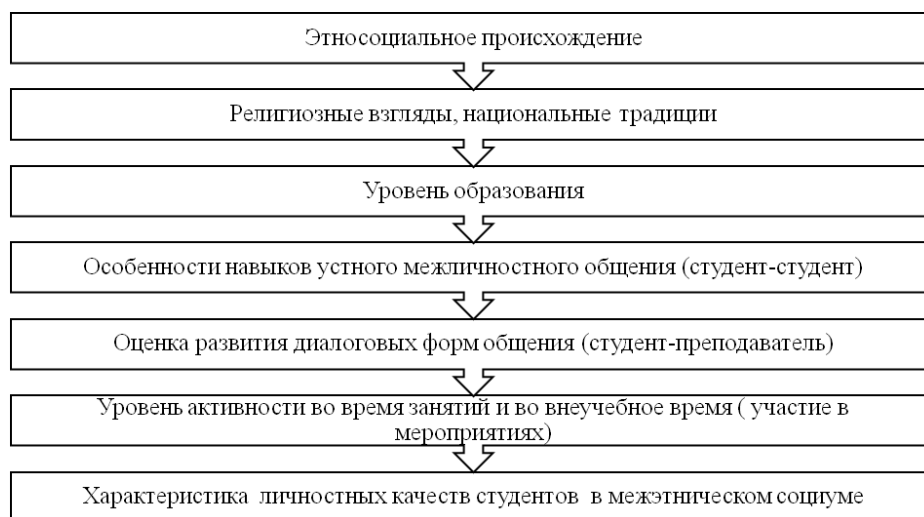 Этносоциальное происхождение
Религиозные взгляды, национальные традиции
Уровень образования
Особенности навыков устного межличностного общения (студент-студент)
Оценка развития диалоговых форм общения (студент-преподаватель)
Уровень активности во время занятий и во внеучебное время ( участие в
мероприятиях)
Характеристика личностных качеств студентов в межэтническом социуме